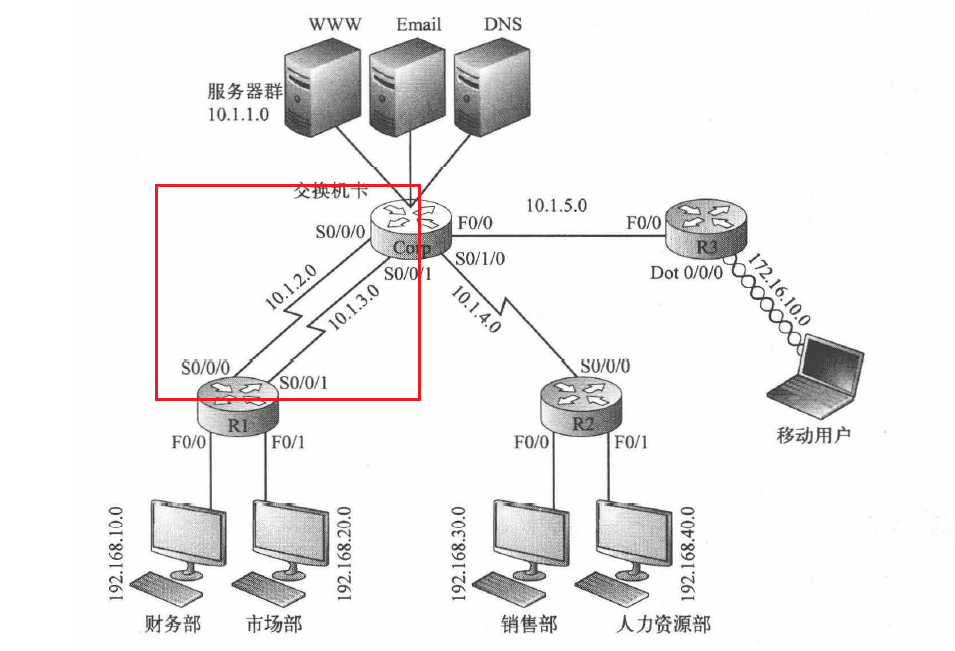 WWW
Email
DNS
服务器群
10.1.1.0
交换机卡
S0/0/0
F0/0
10.1.5.0
F0/0
Corp
R3
S0/0/1
S0/1/0
Dot 0/0/0
172.16.10.0
10.1.2.0
10.1.3.0
10.1.4.0
S0/0/0
S0/0/1
S0/0/0
R1
R2
移动用户
F0/0
F0/1
F0/0
F0/1
192.168.10.0
192.168.20.0
192.168.30.0
192.168.40.0
财务部
市场部
销售部
人力资源部